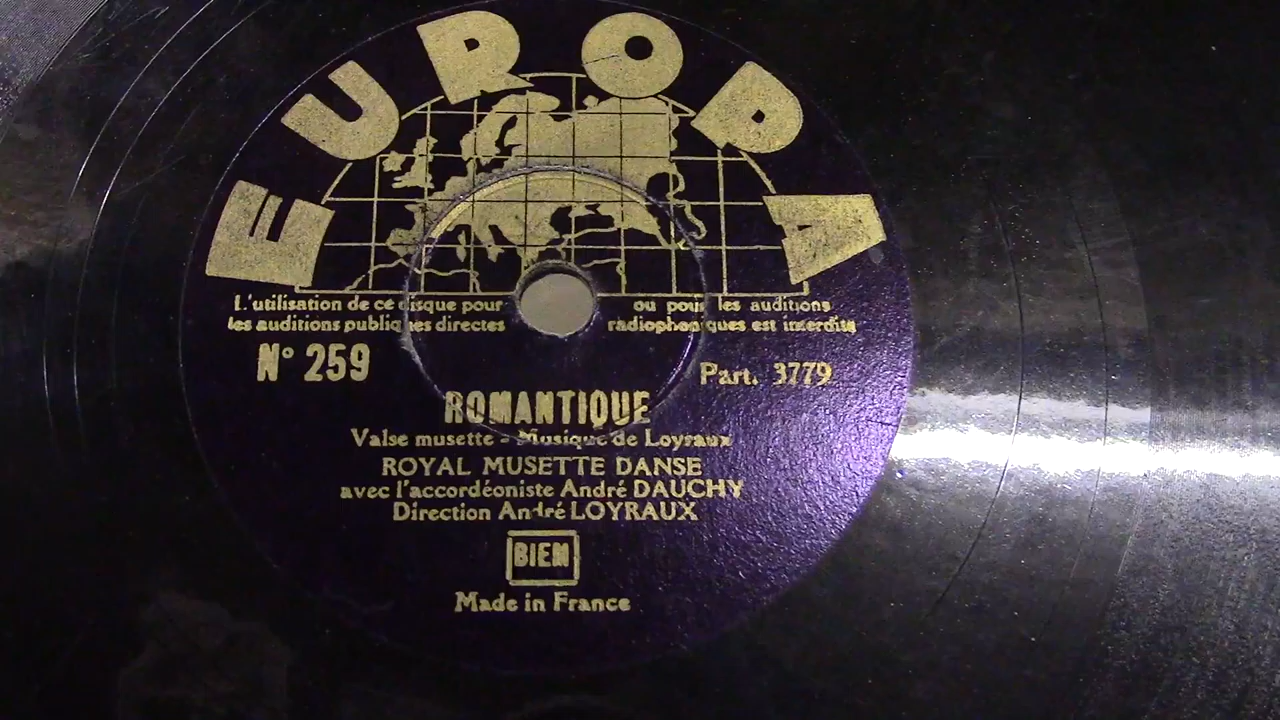 EUROPA
L'utilisation de ce disque pour les auditions publiques directes
ou pour les auditions radiophoniques est interdite
N° 259
Part. 3779
ROMANTIQUE
Valse musette - Musique de Loyraux
ROYAL MUSETTE DANSE
avec l'accordéoniste André DAUCHY
Direction André LOYRAUX
BIEM
Made in France